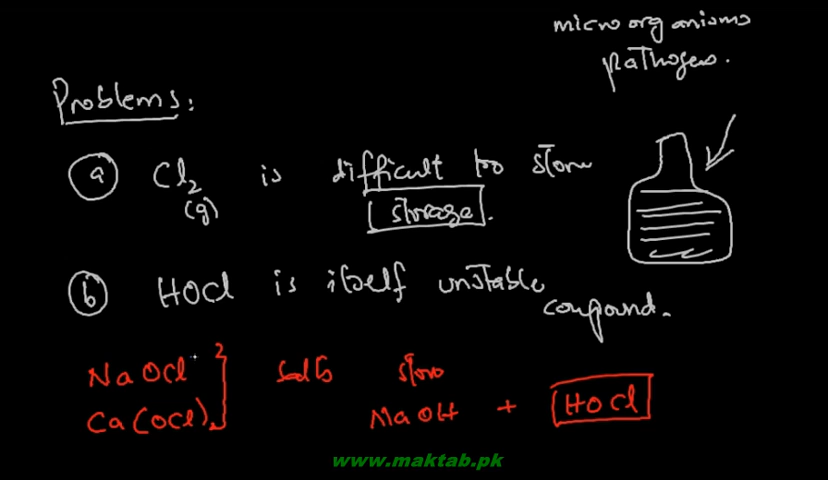 micro organisms
pathogens.
Problems:
a Cl2 is difficult to store
(g) [storage].
b HOCl is itself unstable
compound.
NaOCl } salts store
Ca(OCl)2 NaOH + HOCl
www.maktab.pk